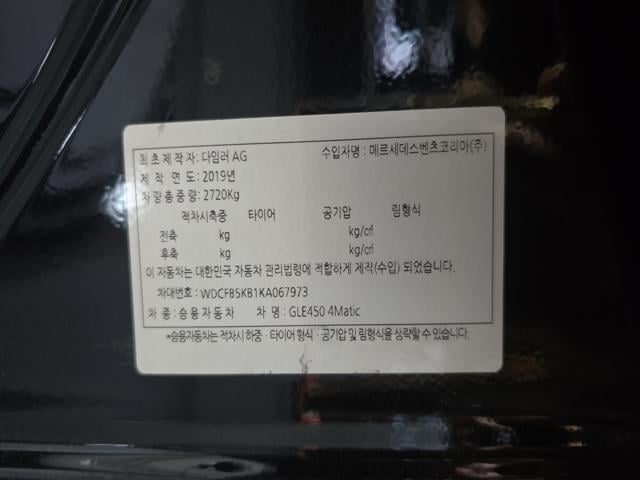 최초제작자: 다임러 AG 수입자명 : 메르세데스벤츠코리아(주)
제 작 연 도: 2019년
차량총중량: 2720Kg
적차시축중 타이어 공기압 림형식
전축 kg kg/㎠
후축 kg kg/㎠
이 자동차는 대한민국 자동차 관리법령에 적합하게 제작(수입) 되었습니다.
차대번호: WDCFB5KB1KA067973
차 종: 승용자동차 차 명: GLE450 4Matic
*승용자동차는 적차시 하중 · 타이어 형식 · 공기압 및 림형식을 상략할 수 있습니다.